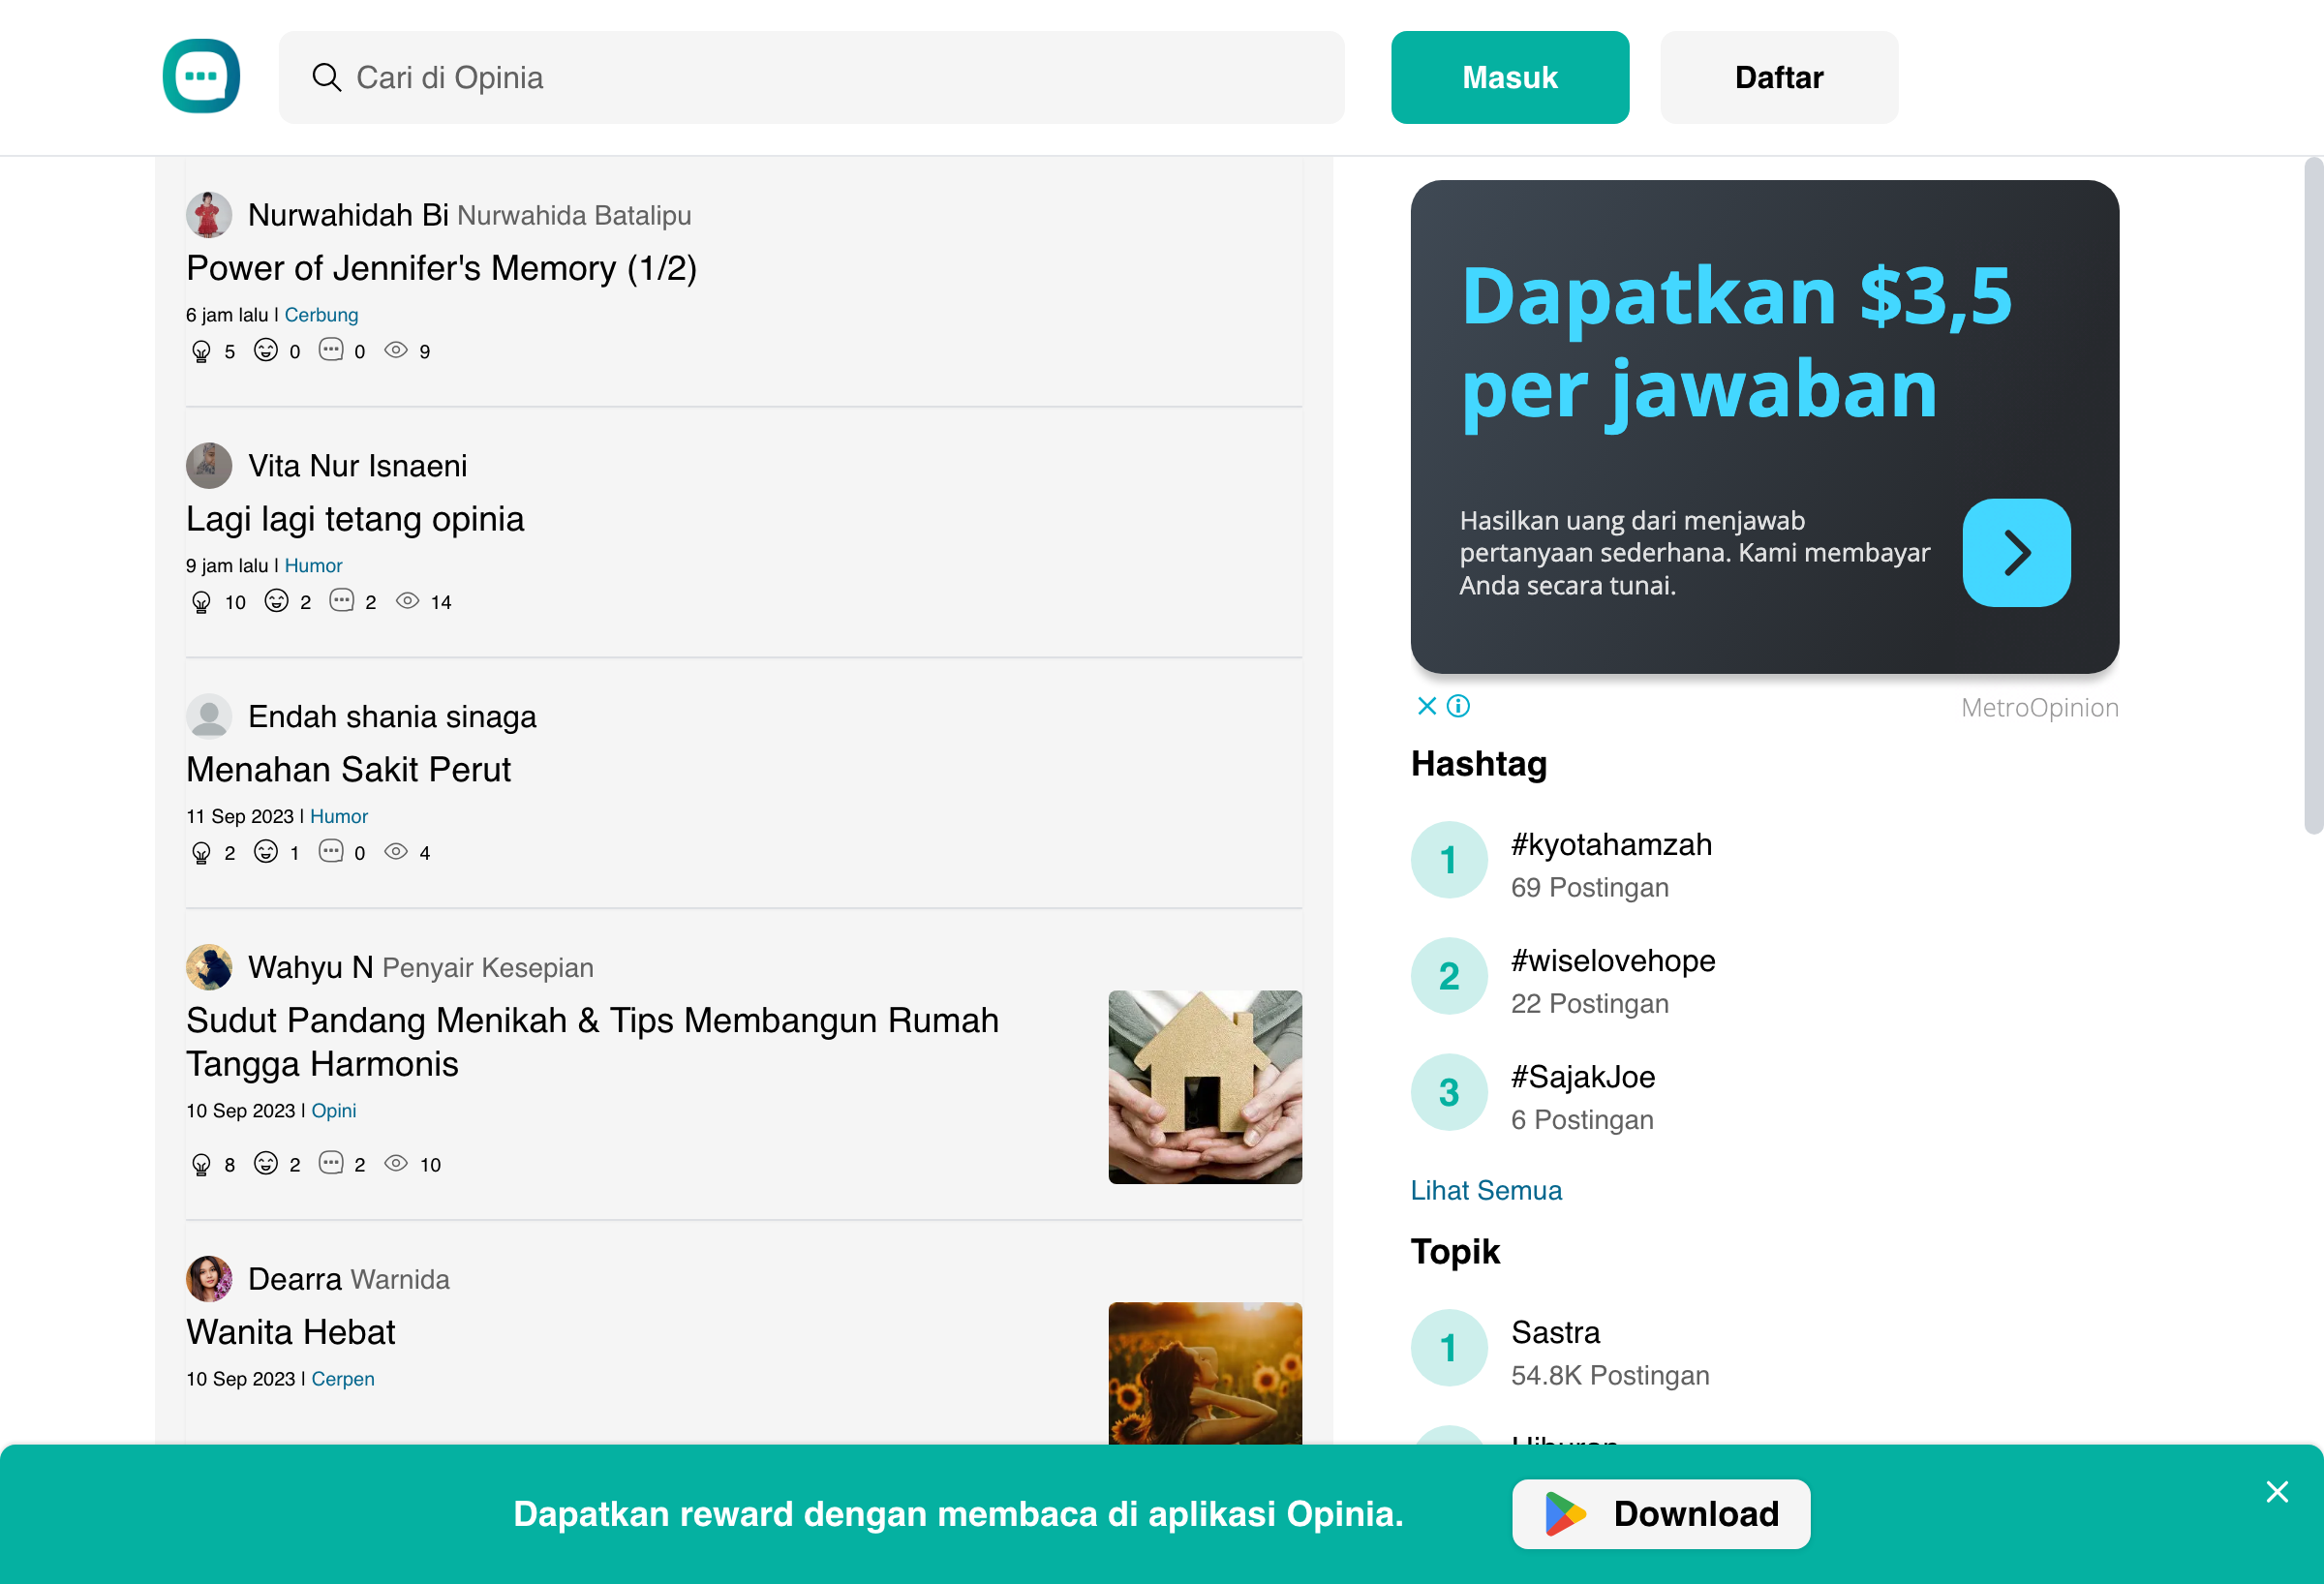 Cari di Opinia
Masuk
Daftar
Nurwahidah Bi Nurwahida Batalipu
Power of Jennifer's Memory (1/2)
6 jam lalu | Cerbung
5 0 0 9
Vita Nur Isnaeni
Lagi lagi tetang opinia
9 jam lalu | Humor
10 2 2 14
Endah shania sinaga
Menahan Sakit Perut
11 Sep 2023 | Humor
2 1 0 4
Wahyu N Penyair Kesepian
Sudut Pandang Menikah & Tips Membangun Rumah
Tangga Harmonis
10 Sep 2023 | Opini
8 2 2 10
Dearra Warnida
Wanita Hebat
10 Sep 2023 | Cerpen
Dapatkan $3,5
per jawaban
Hasilkan uang dari menjawab
pertanyaan sederhana. Kami membayar
Anda secara tunai.
MetroOpinion
Hashtag
1 #kyotahamzah
69 Postingan
2 #wiselovehope
22 Postingan
3 #SajakJoe
6 Postingan
Lihat Semua
Topik
1 Sastra
54.8K Postingan
Dapatkan reward dengan membaca di aplikasi Opinia.
Download